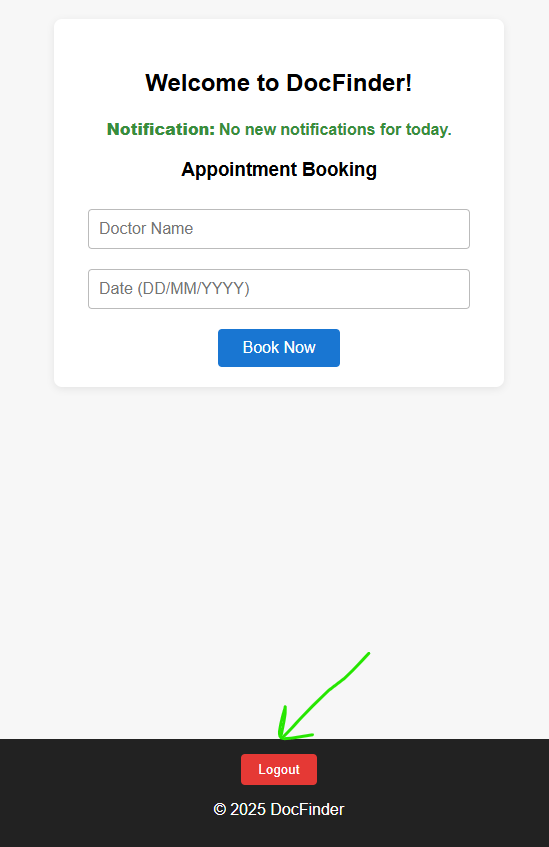 Welcome to DocFinder!
Notification: No new notifications for today.
Appointment Booking
Doctor Name
Date (DD/MM/YYYY)
Book Now
Logout
© 2025 DocFinder